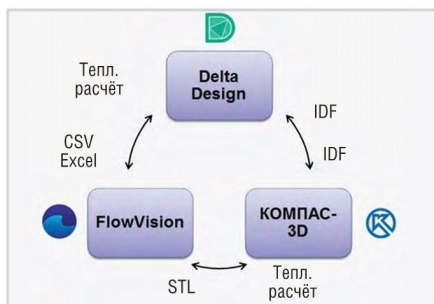 Тепл.
расчёт
Delta
Design
IDF
IDF
CSV
Excel
FlowVision
КОМПАС-
3D
STL
Тепл.
расчёт